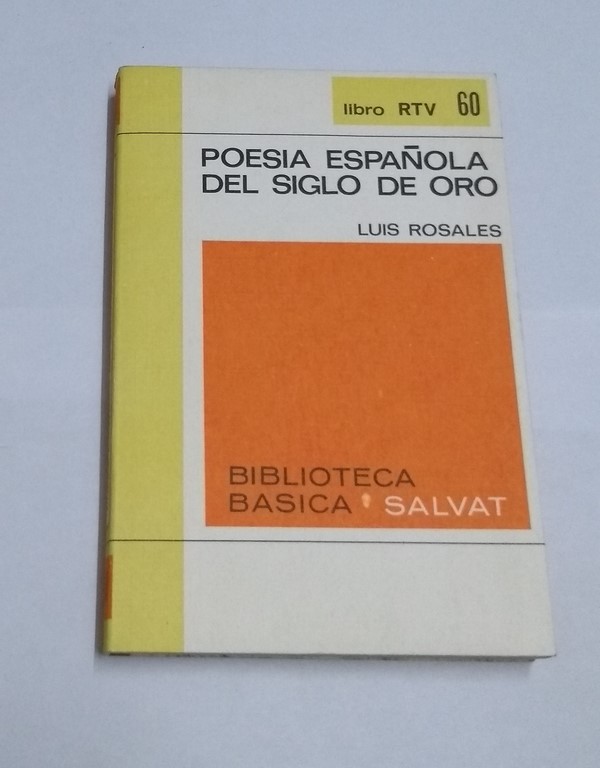 libro RTV 60
POESIA ESPAÑOLA
DEL SIGLO DE ORO
LUIS ROSALES
BIBLIOTECA
BASICA SALVAT